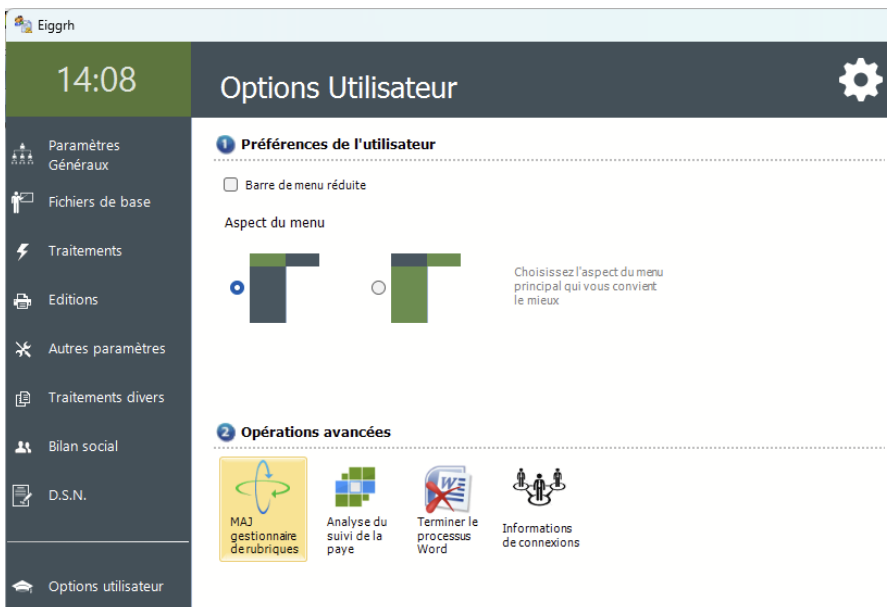 Eiggrh
14:08
Options Utilisateur
Paramètres
Généraux
Fichiers de base
Traitements
Editions
Autres paramètres
Traitements divers
Bilan social
D.S.N.
Options utilisateur
1 Préférences de l'utilisateur
Barre de menu réduite
Aspect du menu
Choisissez l'aspect du menu
principal qui vous convient
le mieux
2 Opérations avancées
MAJ
gestionnaire
de rubriques
Analyse du
suivi de la
paye
Terminer le
processus
Word
Informations
de connexions